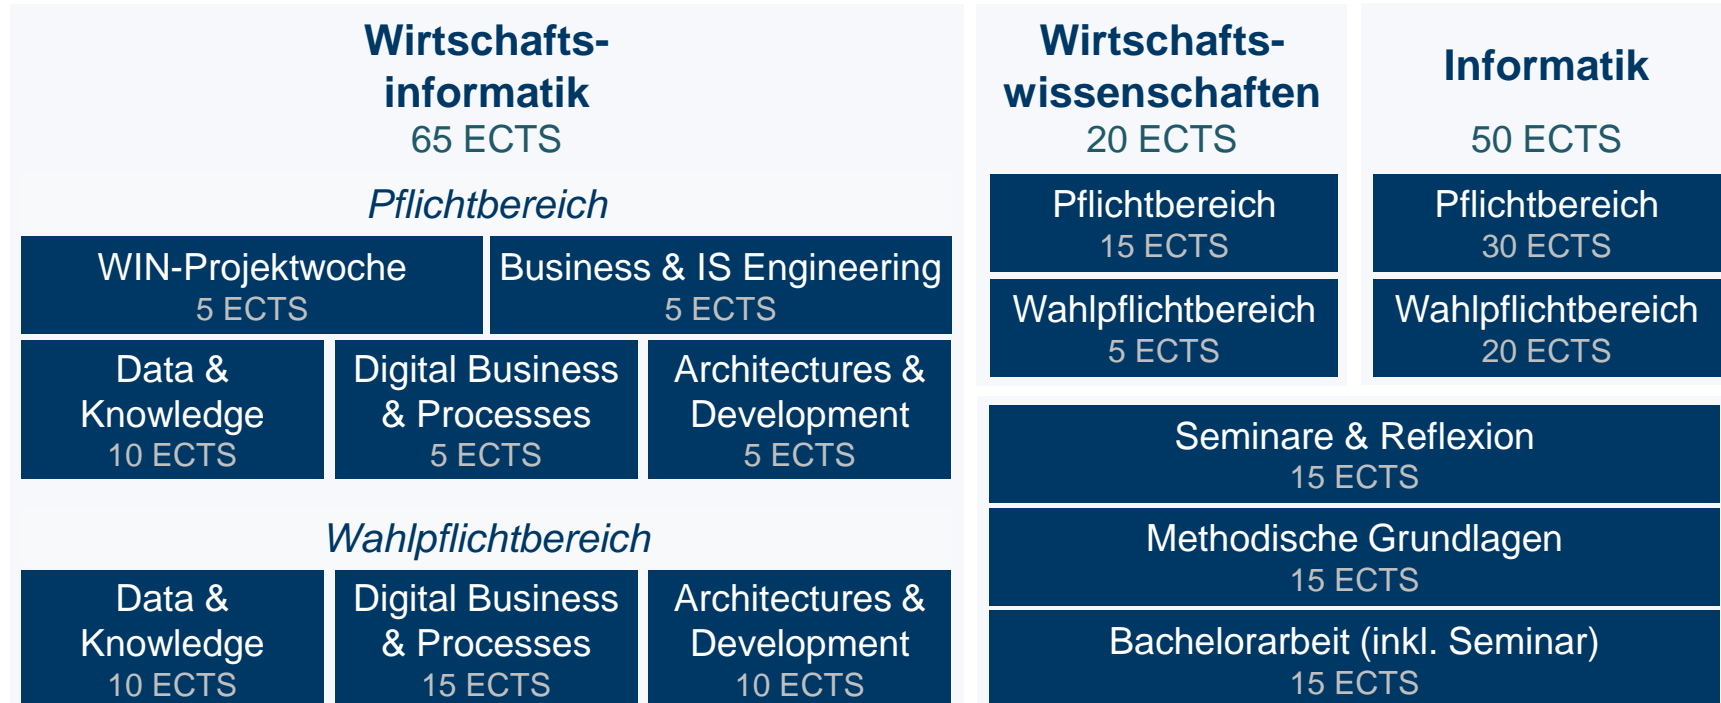 Wirtschafts-
informatik
65 ECTS
Pflichtbereich
WIN-Projektwoche
5 ECTS
Business & IS Engineering
5 ECTS
Data &
Knowledge
10 ECTS
Digital Business
& Processes
5 ECTS
Architectures &
Development
5 ECTS
Wahlpflichtbereich
Data &
Knowledge
10 ECTS
Digital Business
& Processes
15 ECTS
Architectures &
Development
10 ECTS
Wirtschafts-
wissenschaften
20 ECTS
Pflichtbereich
15 ECTS
Wahlpflichtbereich
5 ECTS
Informatik
50 ECTS
Pflichtbereich
30 ECTS
Wahlpflichtbereich
20 ECTS
Seminare & Reflexion
15 ECTS
Methodische Grundlagen
15 ECTS
Bachelorarbeit (inkl. Seminar)
15 ECTS